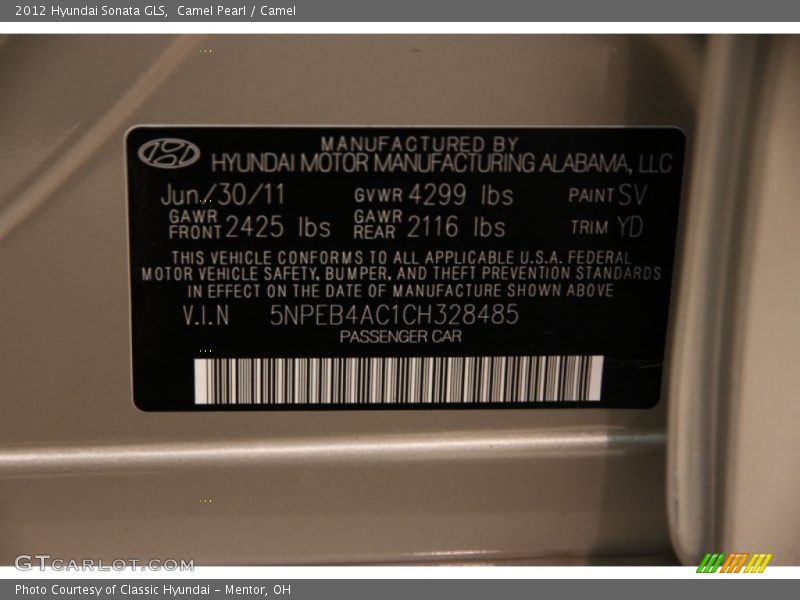 2012 Hyundai Sonata GLS, Camel Pearl / Camel
MANUFACTURED BY
HYUNDAI MOTOR MANUFACTURING ALABAMA, LLC
Jun/30/11 GVWR 4299 lbs PAINT SV
GAWR FRONT 2425 lbs GAWR REAR 2116 lbs TRIM YD
THIS VEHICLE CONFORMS TO ALL APPLICABLE U.S.A. FEDERAL
MOTOR VEHICLE SAFETY, BUMPER, AND THEFT PREVENTION STANDARDS
IN EFFECT ON THE DATE OF MANUFACTURE SHOWN ABOVE
V.I.N 5NPEB4AC1CH328485
PASSENGER CAR
GTCARLOT.COM
Photo Courtesy of Classic Hyundai - Mentor, OH